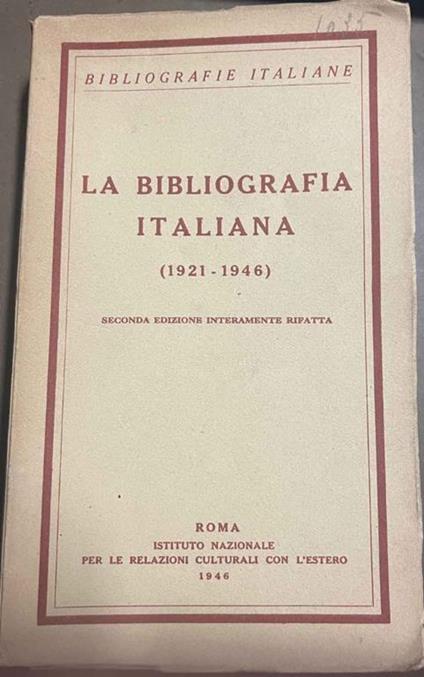 BIBLIOGRAFIE ITALIANE
LA BIBLIOGRAFIA
ITALIANA
(1921 - 1946)
SECONDA EDIZIONE INTERAMENTE RIFATTA
ROMA
ISTITUTO NAZIONALE
PER LE RELAZIONI CULTURALI CON L'ESTERO
1946